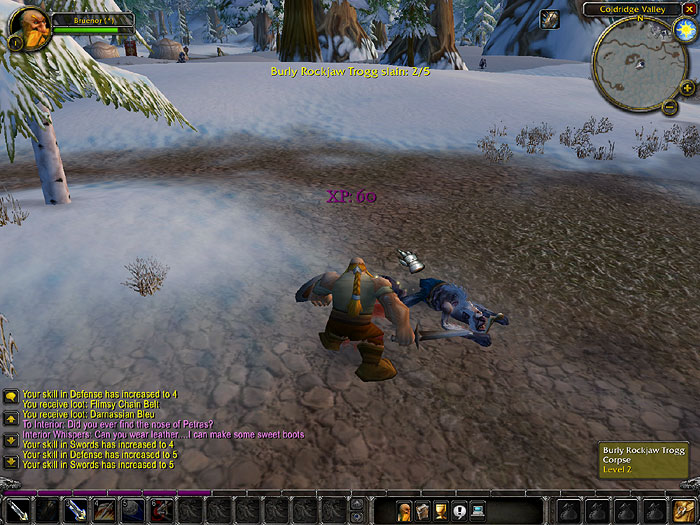 Bruenor (*)
Coldridge Valley
N
Burly Rockjaw Trogg slain: 2/5
XP: 60
Your skill in Defense has increased to 4
You receive loot: Flimsy Chain Belt
You receive loot: Darnassian Bleu
To Interior: Did you ever find the nose of Petras?
Interior Whispers: Can you wear leather....I can make some sweet boots
Your skill in Swords has increased to 4
Your skill in Defense has increased to 5
Your skill in Swords has increased to 5
Burly Rockjaw Trogg
Corpse
Level 2